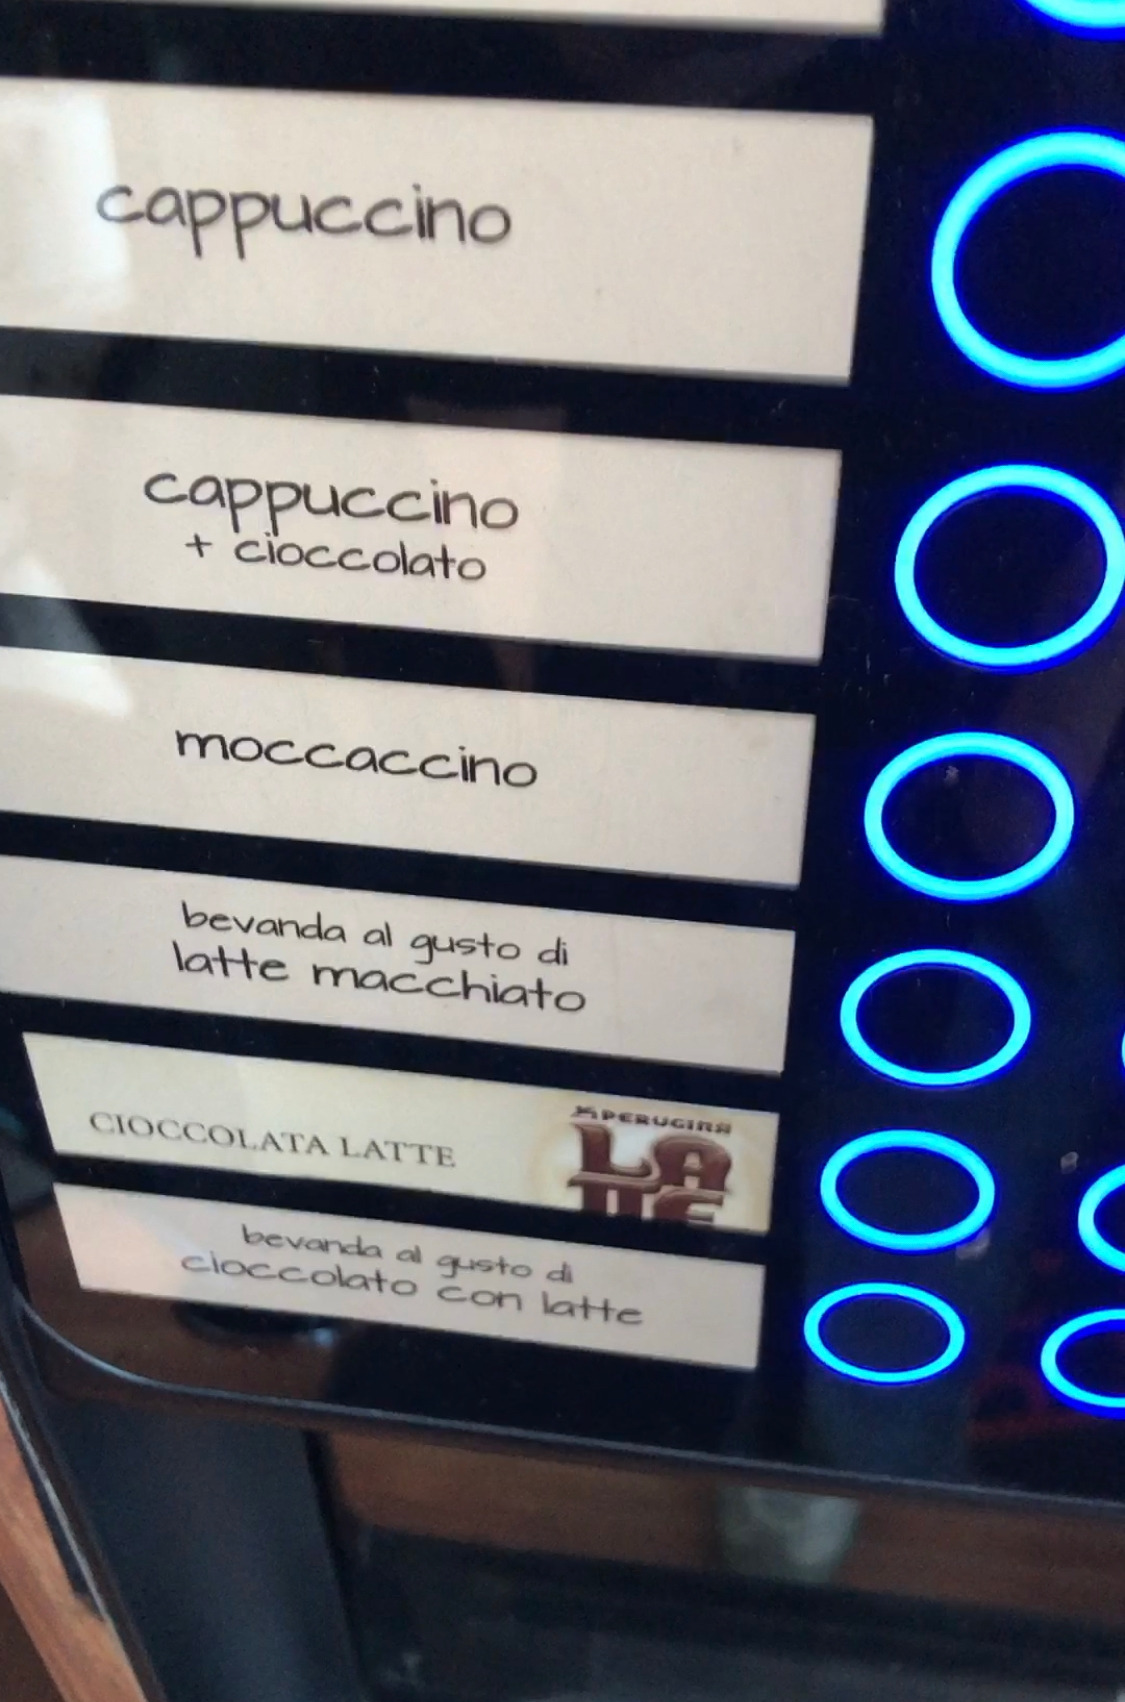 cappuccino
cappuccino
+ cioccolato
moccaccino
bevanda al gusto di
latte macchiato
CIOCCOLATA LATTE
PERUGINA
LATTE
bevanda al gusto di
cioccolato con latte